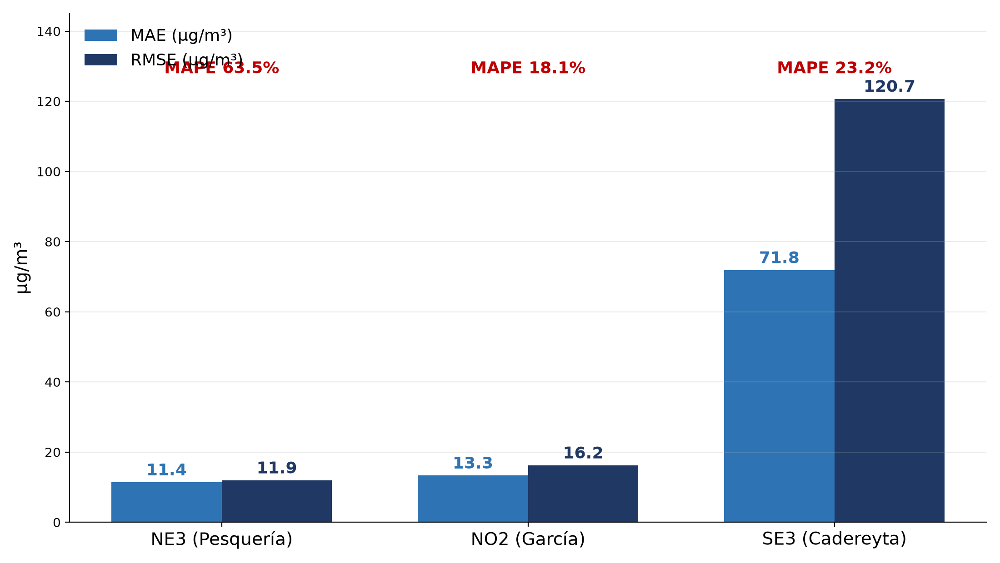 140
MAE (µg/m³)
RMSE (µg/m³)
MAPE 63.5%
MAPE 18.1%
MAPE 23.2%
120.7
120
100
80
71.8
µg/m³
60
40
20
11.4
11.9
13.3
16.2
0
NE3 (Pesquería)
NO2 (García)
SE3 (Cadereyta)